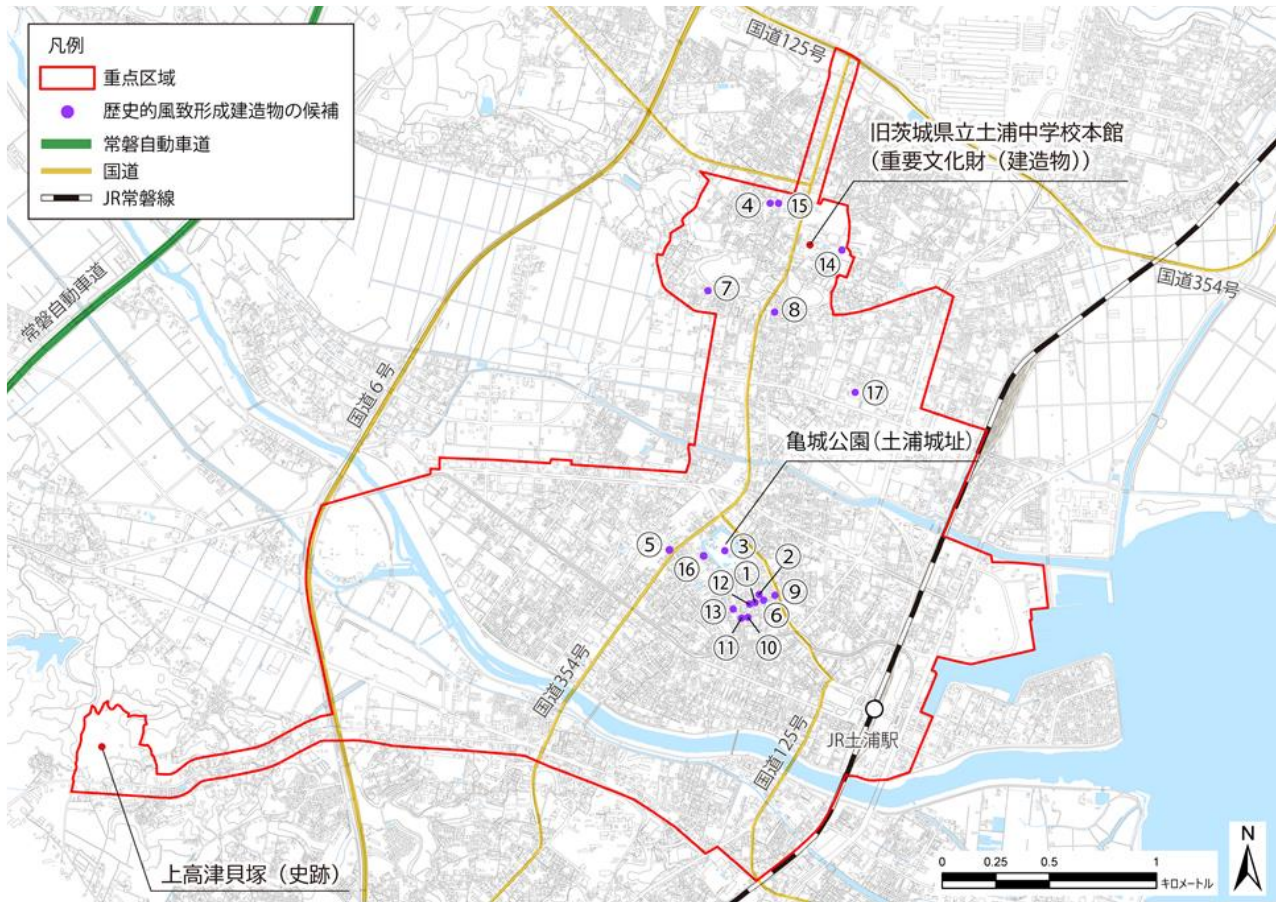 凡例
重点区域
歴史的風致形成建造物の候補
常磐自動車道
国道
JR常磐線
国道125号
旧茨城県立土浦中学校本館
（重要文化財（建造物））
④
⑮
⑭
国道354号
常磐自動車道
⑦
⑧
国道6号
⑰
亀城公園（土浦城址）
⑤
③
⑯
②
①
⑫
⑨
⑬
⑥
⑪
⑩
国道354号
JR土浦駅
国道125号
上高津貝塚（史跡）
N
0 0.25 0.5 1
キロメートル